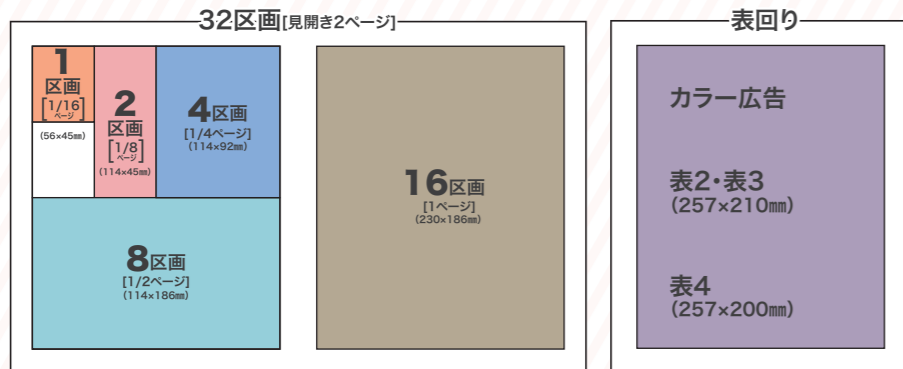 32区画[見開き2ページ]
1
区画
[1/16]
ページ
(56×45㎜)
2
区画
[1/8]
ページ
(114×45㎜)
4区画
[1/4ページ]
(114×92㎜)
8区画
[1/2ページ]
(114×186㎜)
16区画
[1ページ]
(230×186㎜)
表回り
カラー広告
表2・表3
(257×210㎜)
表4
(257×200㎜)